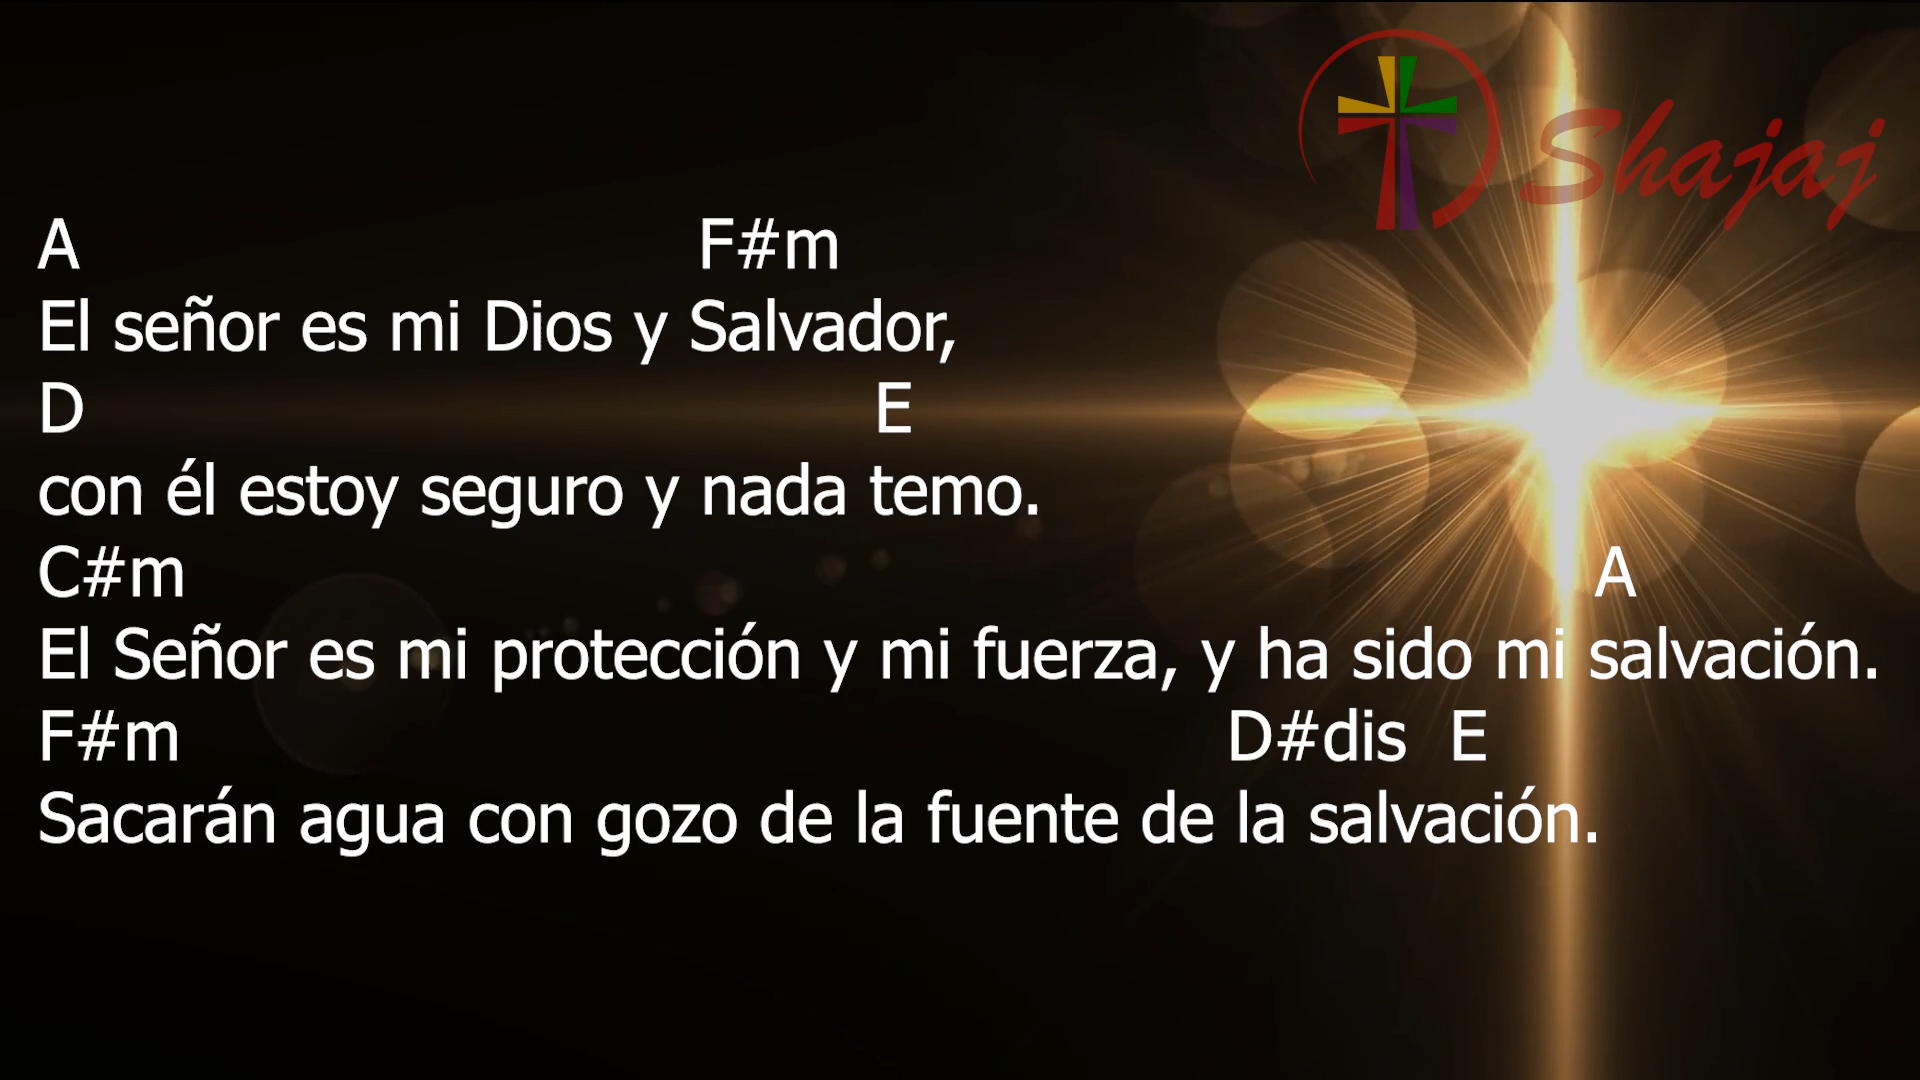 Shajaj
A F#m
El señor es mi Dios y Salvador,
D E
con él estoy seguro y nada temo.
C#m A
El Señor es mi protección y mi fuerza, y ha sido mi salvación.
F#m D#dis E
Sacarán agua con gozo de la fuente de la salvación.